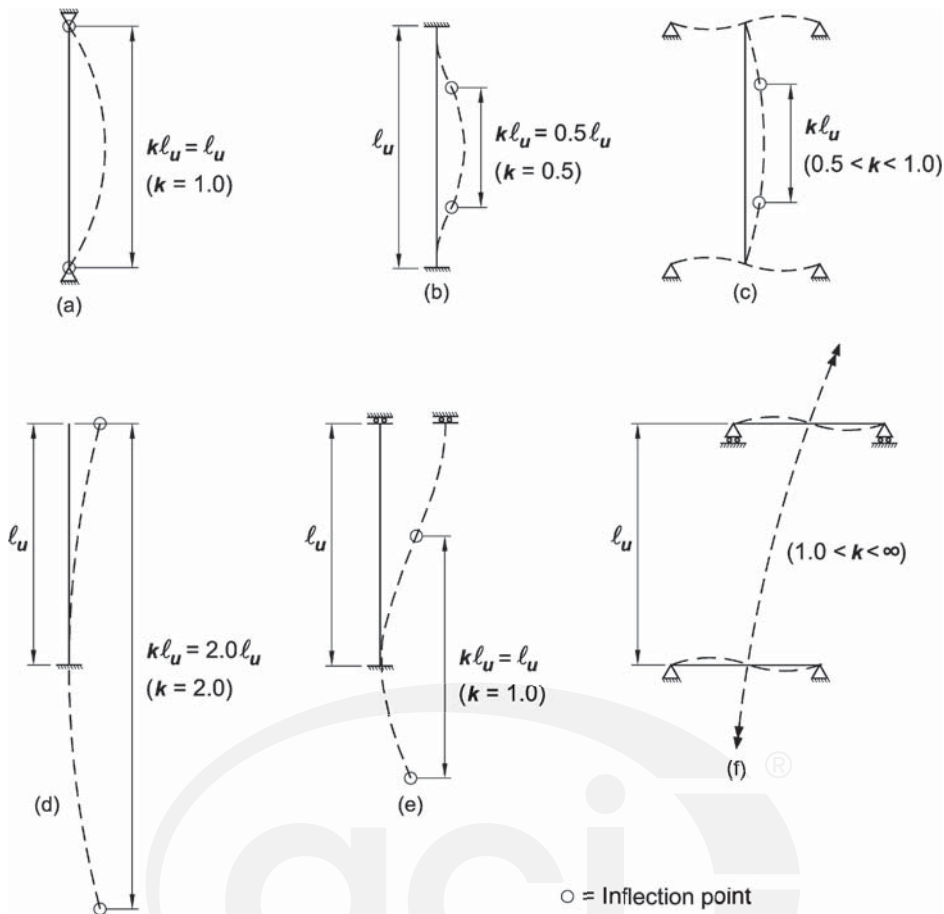 kℓu = ℓu
(k = 1.0)
(a)
ℓu
kℓu = 0.5ℓu
(k = 0.5)
(b)
kℓu
(0.5 < k < 1.0)
(c)
ℓu
kℓu = 2.0ℓu
(k = 2.0)
(d)
ℓu
kℓu = ℓu
(k = 1.0)
(e)
ℓu
(1.0 < k < ∞)
(f)
aci ®
○ = Inflection point